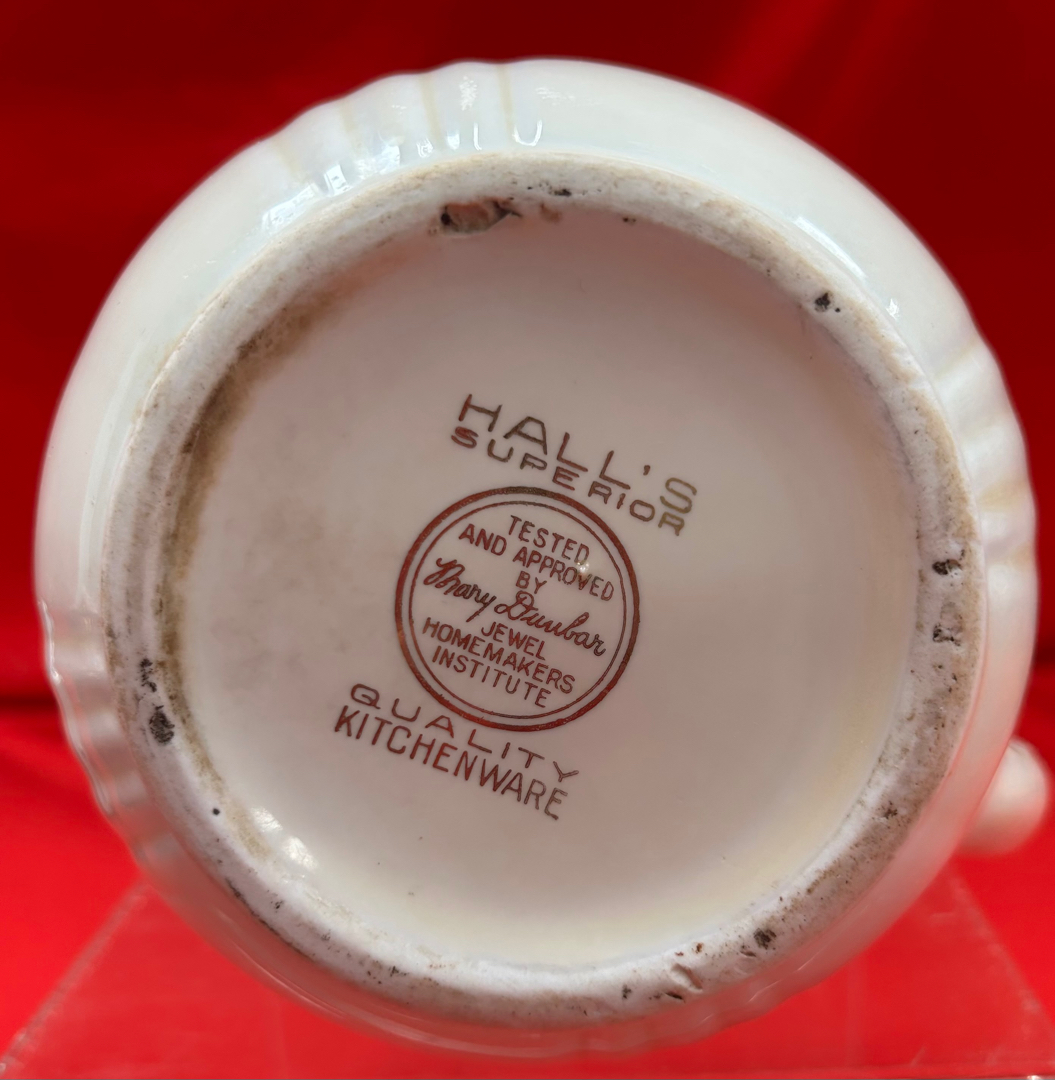 HALL'S
SUPERIOR
TESTED
AND APPROVED
BY
Mary Dunbar
JEWEL
HOMEMAKERS
INSTITUTE
QUALITY
KITCHENWARE